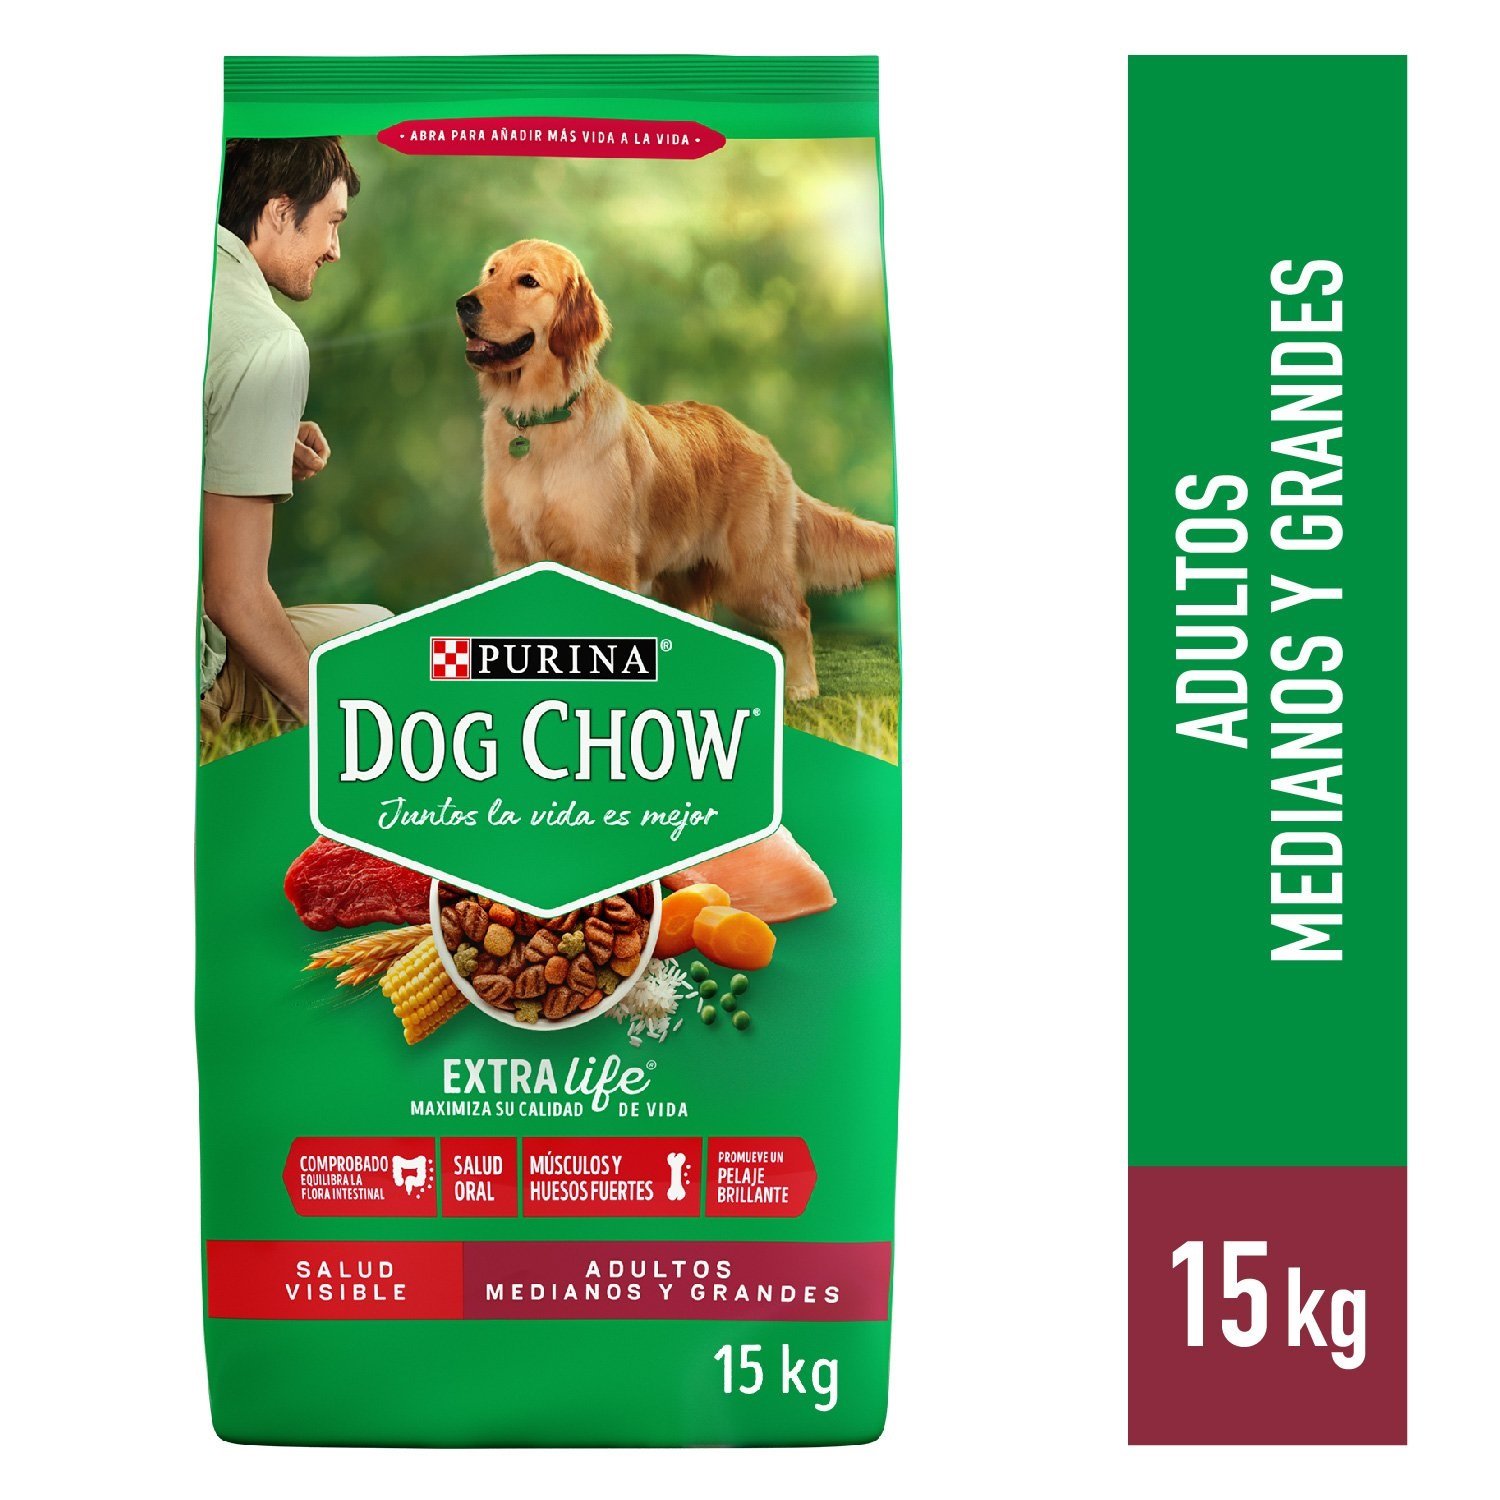 • ABRA PARA AÑADIR MÁS VIDA A LA VIDA •
PURINA®
DOG CHOW®
Juntos la vida es mejor
EXTRA life®
MAXIMIZA SU CALIDAD DE VIDA
COMPROBADO
EQUILIBRA LA
FLORA INTESTINAL
SALUD
ORAL
MÚSCULOS Y
HUESOS FUERTES
PROMUEVE UN
PELAJE
BRILLANTE
SALUD
VISIBLE
ADULTOS
MEDIANOS Y GRANDES
15 kg
ADULTOS
MEDIANOS Y GRANDES
15 kg